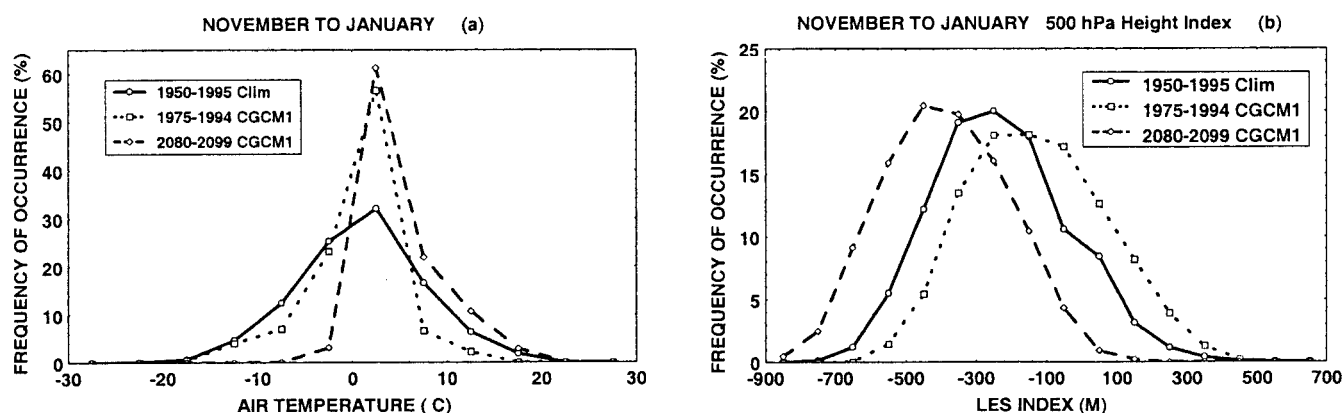 NOVEMBER TO JANUARY (a)
FREQUENCY OF OCCURRENCE (%)
60
50
40
30
20
10
0
1950-1995 Clim
1975-1994 CGCM1
2080-2099 CGCM1
-30 -20 -10 0 10 20 30
AIR TEMPERATURE ( C)
NOVEMBER TO JANUARY 500 hPa Height Index (b)
FREQUENCY OF OCCURRENCE (%)
25
20
15
10
5
0
1950-1995 Clim
1975-1994 CGCM1
2080-2099 CGCM1
-900 -700 -500 -300 -100 100 300 500 700
LES INDEX (M)